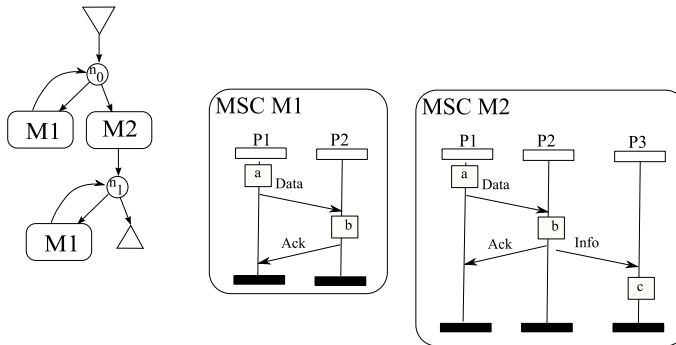 n0
M1 M2
n1
M1
MSC M1
P1 P2
a
Data
b
Ack
MSC M2
P1 P2 P3
a
Data
b
Ack Info
c